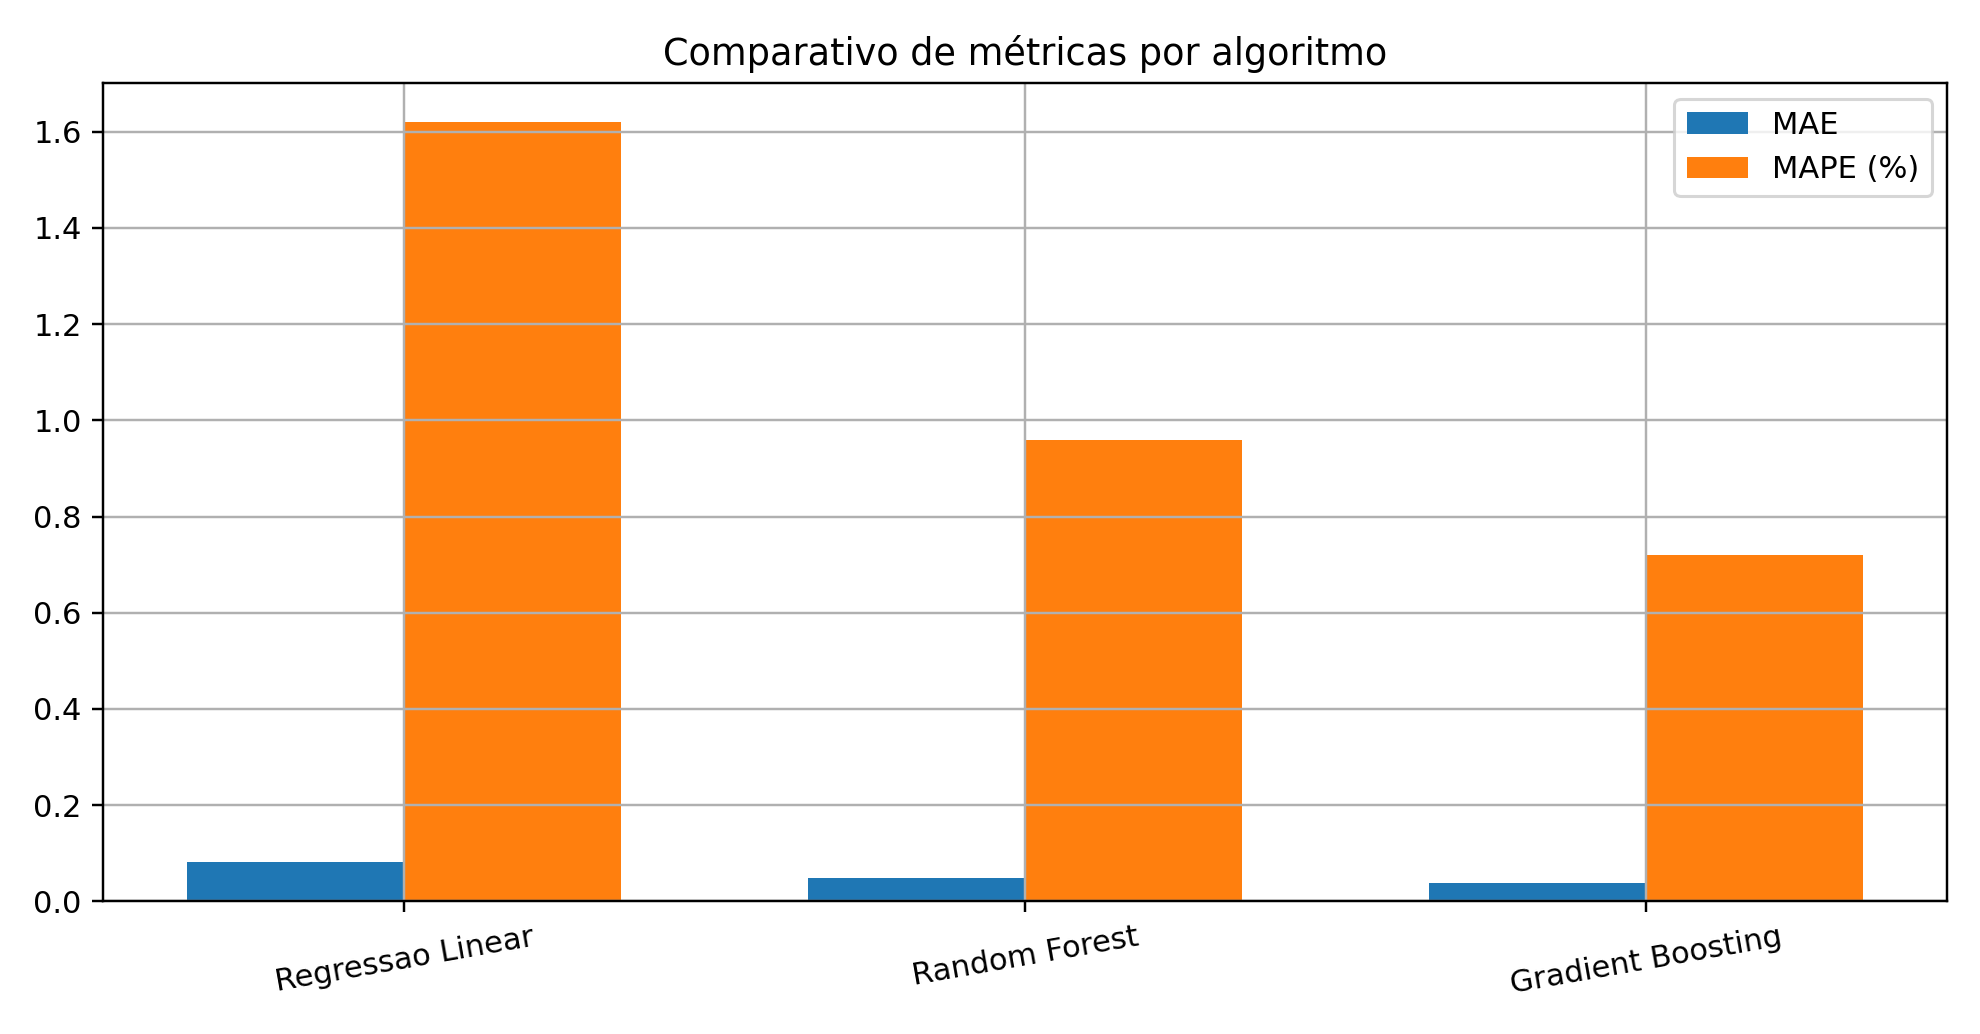 Comparativo de métricas por algoritmo
MAE
MAPE (%)
1.6
1.4
1.2
1.0
0.8
0.6
0.4
0.2
0.0
Regressao Linear
Random Forest
Gradient Boosting